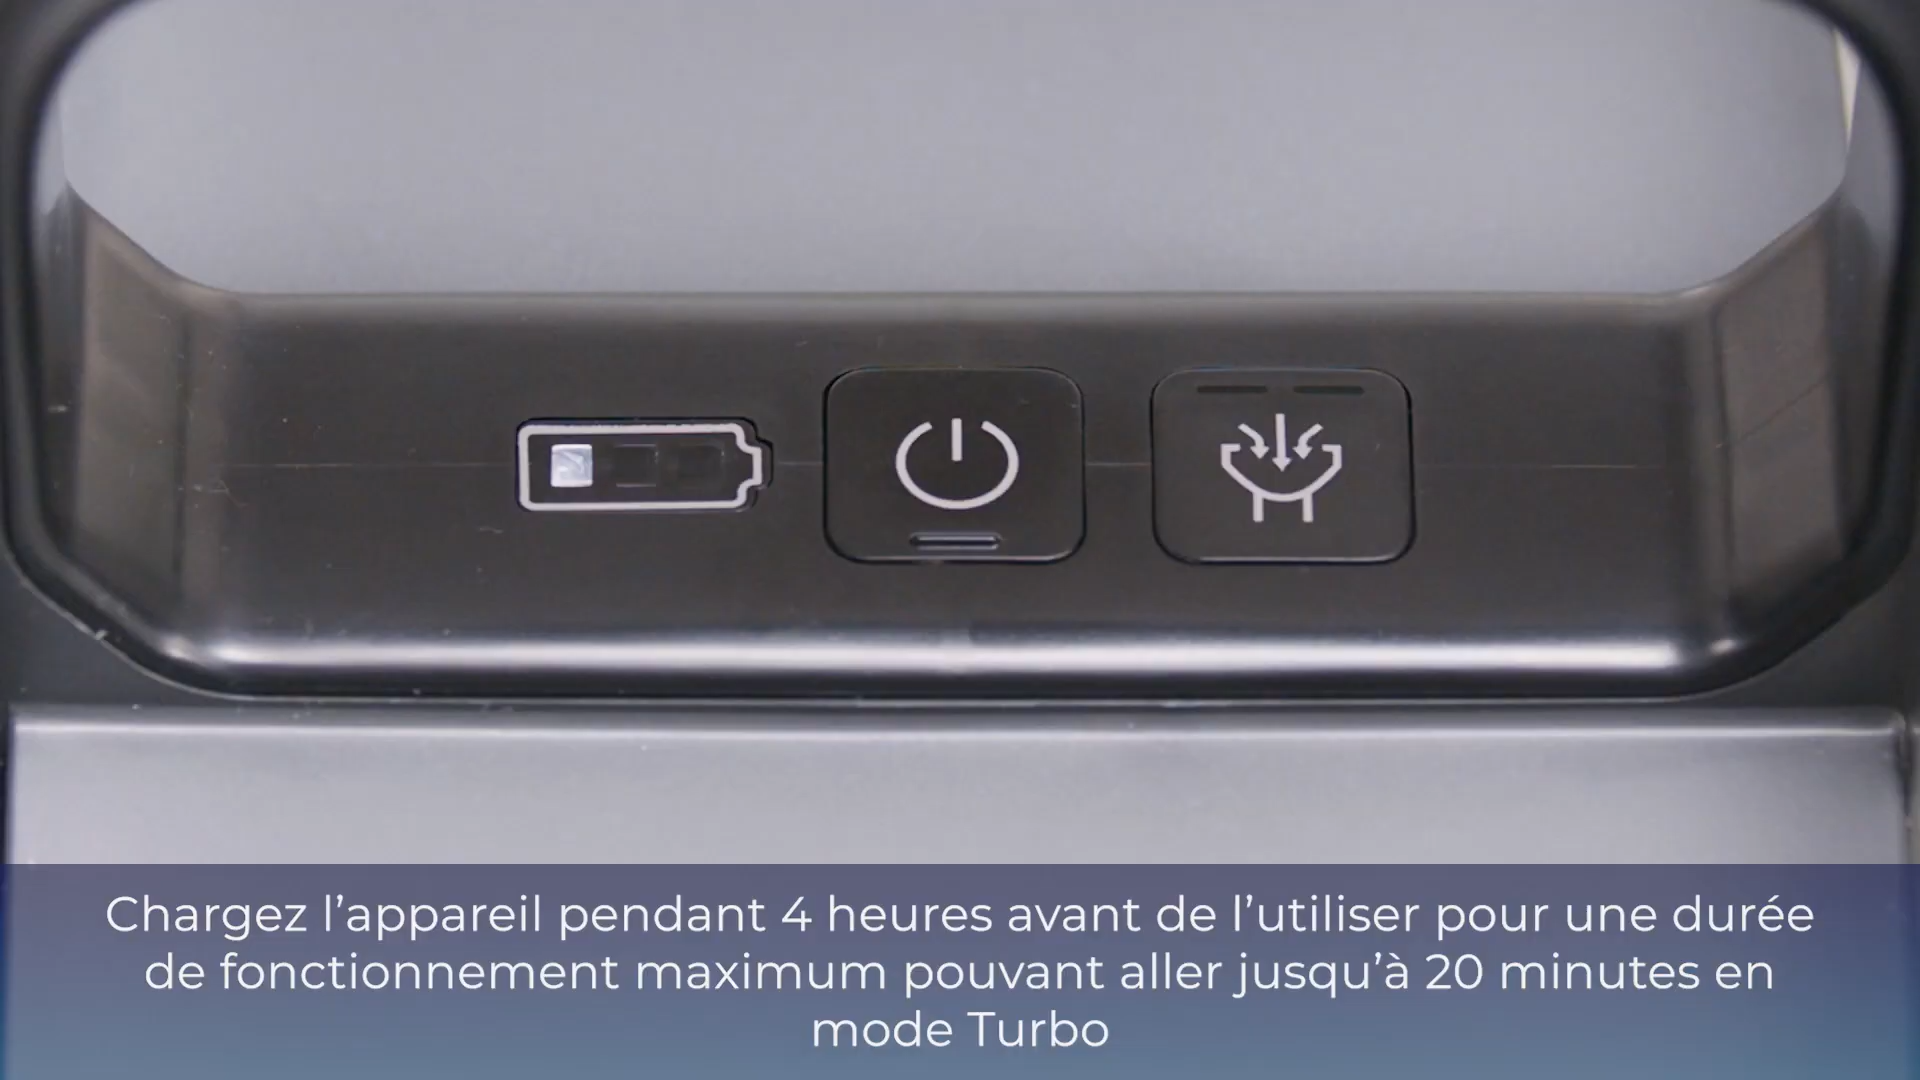 Chargez l’appareil pendant 4 heures avant de l’utiliser pour une durée
de fonctionnement maximum pouvant aller jusqu’à 20 minutes en
mode Turbo